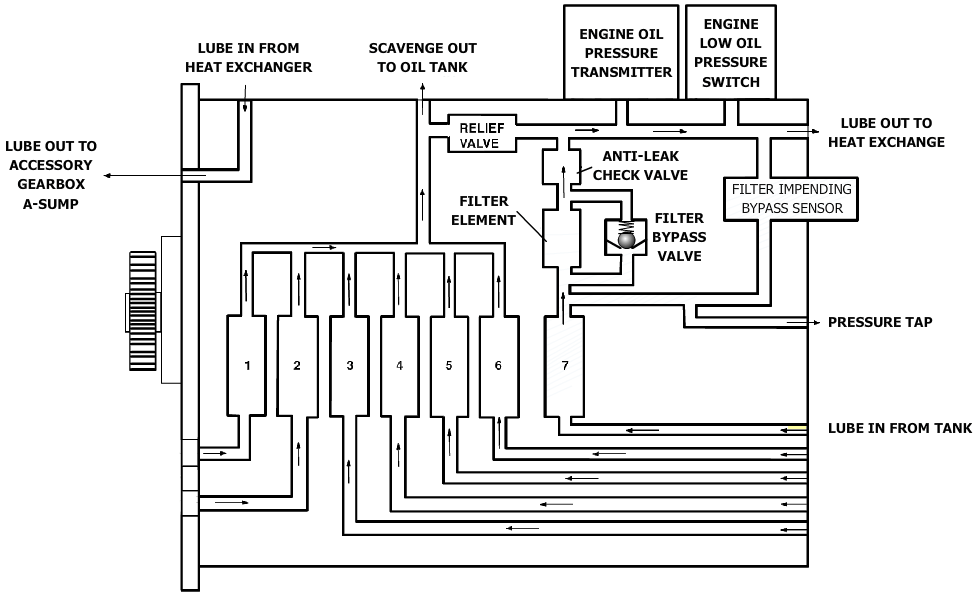 ENGINE OIL
PRESSURE
TRANSMITTER
ENGINE
LOW OIL
PRESSURE
SWITCH
LUBE IN FROM
HEAT EXCHANGER
SCAVENGE OUT
TO OIL TANK
RELIEF
VALVE
LUBE OUT TO
HEAT EXCHANGE
LUBE OUT TO
ACCESSORY
GEARBOX
A-SUMP
ANTI-LEAK
CHECK VALVE
FILTER IMPENDING
BYPASS SENSOR
FILTER
ELEMENT
FILTER
BYPASS
VALVE
PRESSURE TAP
1 2 3 4 5 6 7
LUBE IN FROM TANK